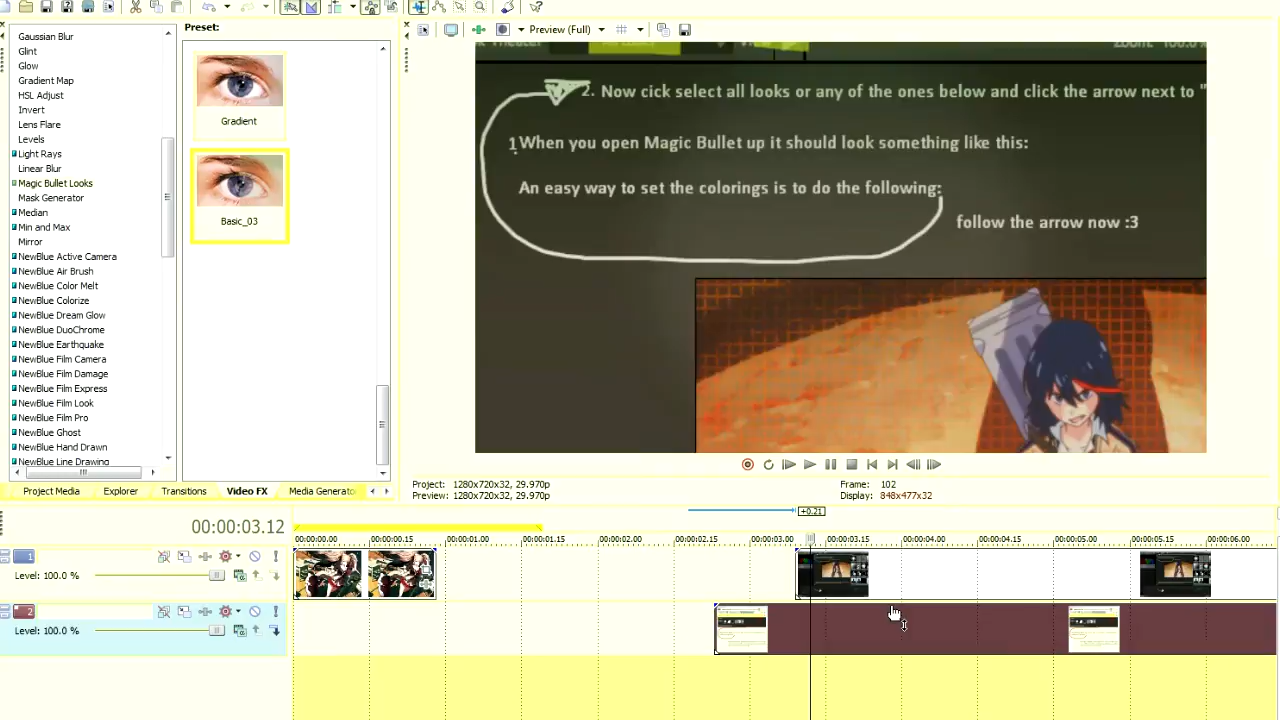 Gaussian Blur
Glint
Glow
Gradient Map
HSL Adjust
Invert
Lens Flare
Levels
Light Rays
Linear Blur
Magic Bullet Looks
Mask Generator
Median
Min and Max
Mirror
NewBlue Active Camera
NewBlue Air Brush
NewBlue Color Melt
NewBlue Colorize
NewBlue Dream Glow
NewBlue DuoChrome
NewBlue Earthquake
NewBlue Film Camera
NewBlue Film Damage
NewBlue Film Express
NewBlue Film Look
NewBlue Film Pro
NewBlue Ghost
NewBlue Hand Drawn
NewBlue Line Drawing
Preset:
Gradient
Basic_03
Project Media Explorer Transitions Video FX Media Generato
Preview (Full)
Zoom: 100.0%
2. Now cick select all looks or any of the ones below and click the arrow next to "
1.When you open Magic Bullet up it should look something like this:
An easy way to set the colorings is to do the following:
follow the arrow now :3
Project: 1280x720x32, 29.970p
Preview: 1280x720x32, 29.970p
Frame: 102
Display: 848x477x32
+0.21
00:00:03.12
00:00:00.00 00:00:00.15 00:00:01.00 00:00:01.15 00:00:02.00 00:00:02.15 00:00:03.00 00:00:03.15 00:00:04.00 00:00:04.15 00:00:05.00 00:00:05.15 00:00:06.00
1
Level: 100.0 %
2
Level: 100.0 %